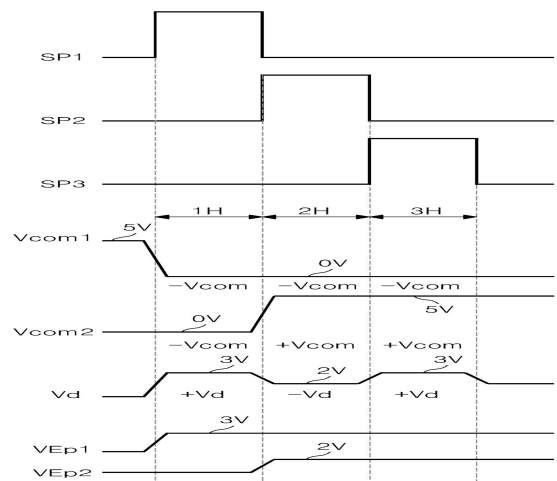 SP1
SP2
SP3
1H 2H 3H
Vcom1 5V 0V
-Vcom -Vcom -Vcom
Vcom2 0V 5V
-Vcom +Vcom +Vcom
Vd 3V 2V 3V
+Vd -Vd +Vd
VEp1 3V
VEp2 2V